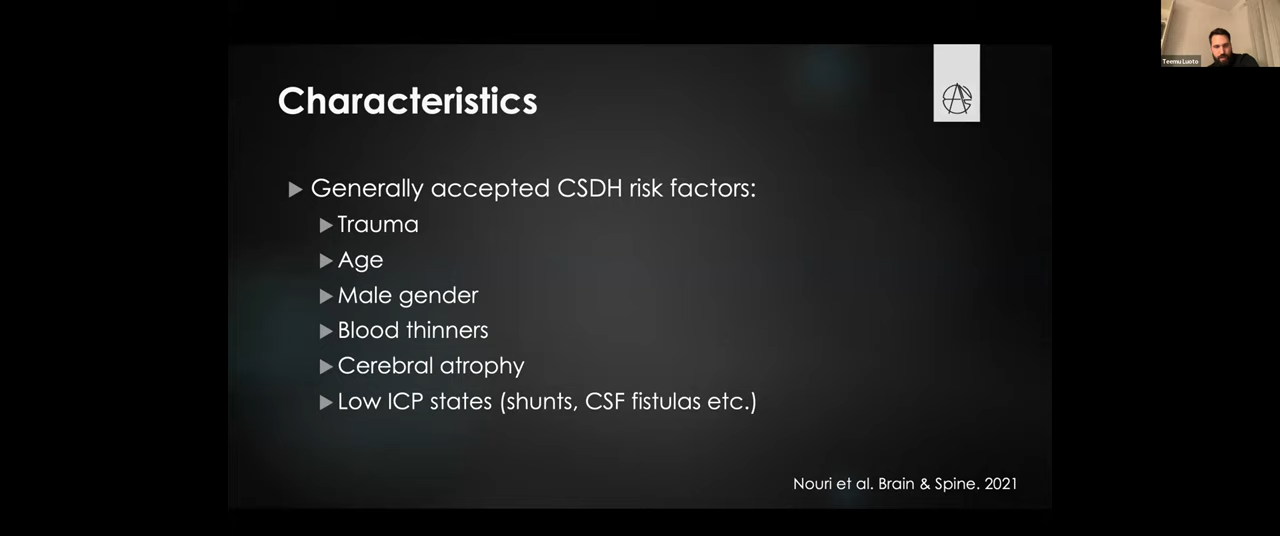 Characteristics
Generally accepted CSDH risk factors:
Trauma
Age
Male gender
Blood thinners
Cerebral atrophy
Low ICP states (shunts, CSF fistulas etc.)
Nouri et al. Brain & Spine. 2021
Teemu Luoto